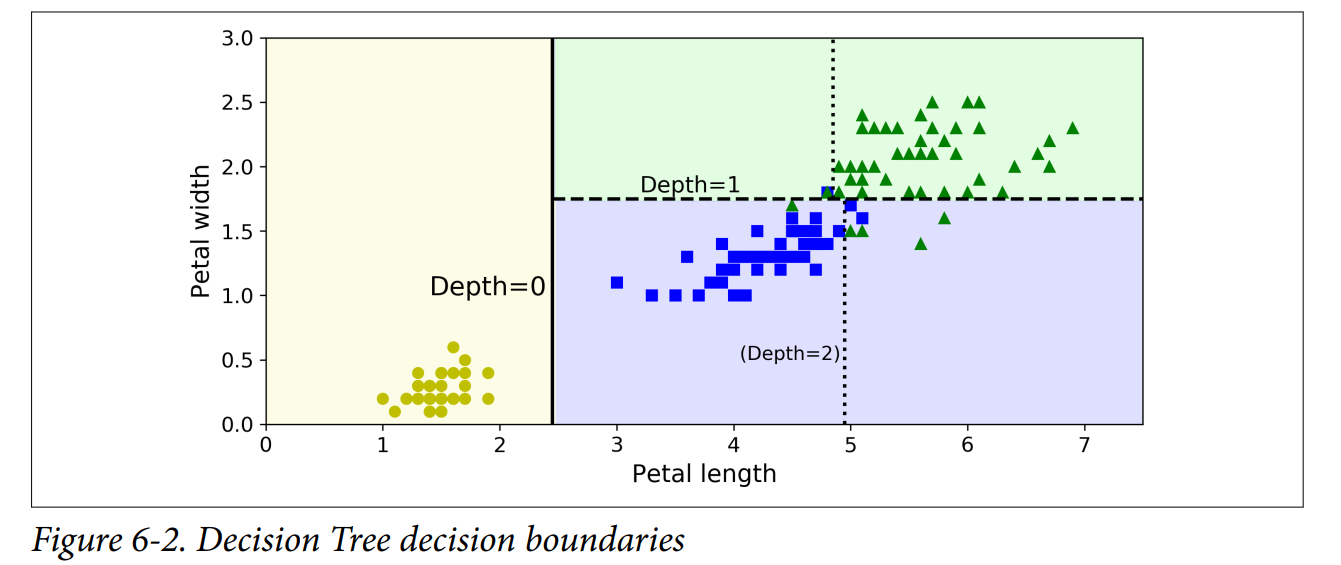 3.0
2.5
2.0
1.5
1.0
0.5
0.0
Petal width
Depth=1
Depth=0
(Depth=2)
0 1 2 3 4 5 6 7
Petal length
Figure 6-2. Decision Tree decision boundaries